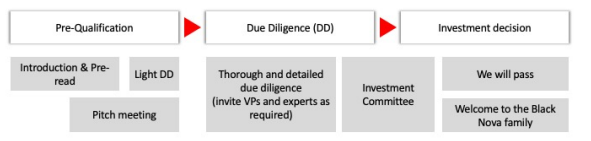 Pre-Qualification
Due Diligence (DD)
Investment decision
Introduction & Pre-
read
Light DD
Pitch meeting
Thorough and detailed
due diligence
(invite VPs and experts as
required)
Investment
Committee
We will pass
Welcome to the Black
Nova family